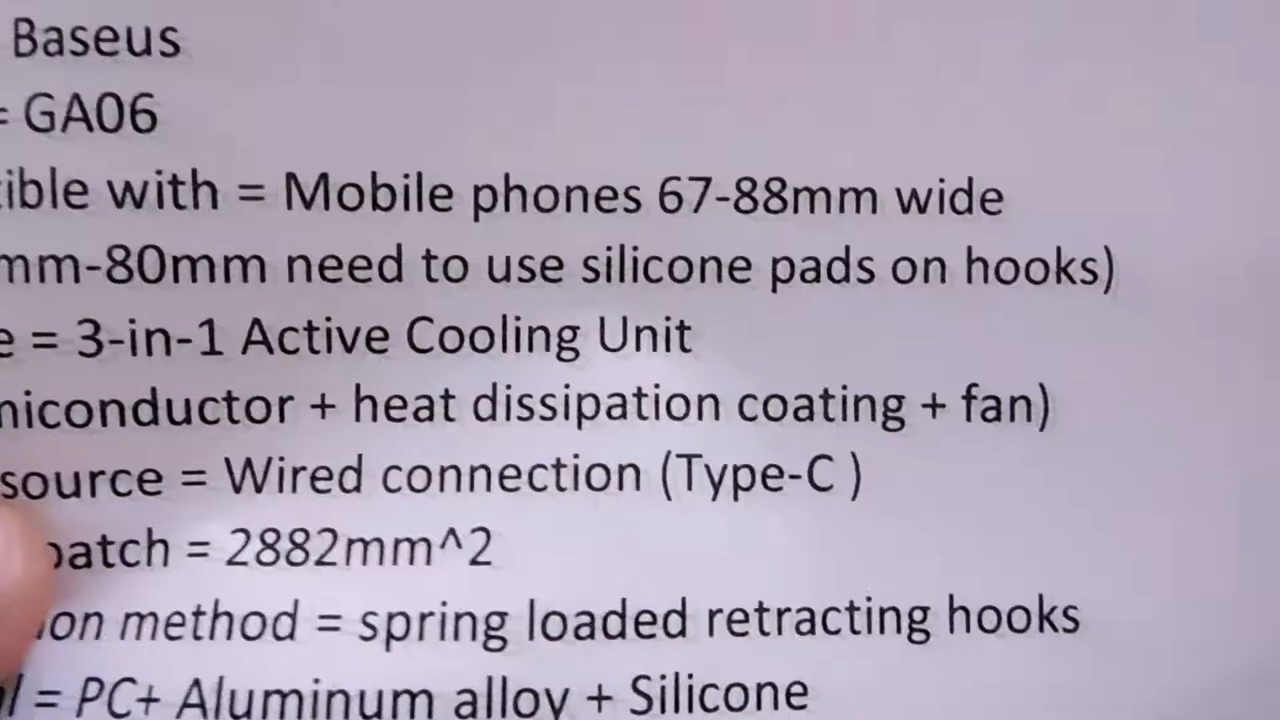 Baseus
= GA06
ible with = Mobile phones 67-88mm wide
mm-80mm need to use silicone pads on hooks)
e = 3-in-1 Active Cooling Unit
niconductor + heat dissipation coating + fan)
source = Wired connection (Type-C )
patch = 2882mm^2
ion method = spring loaded retracting hooks
l = PC+ Aluminum alloy + Silicone